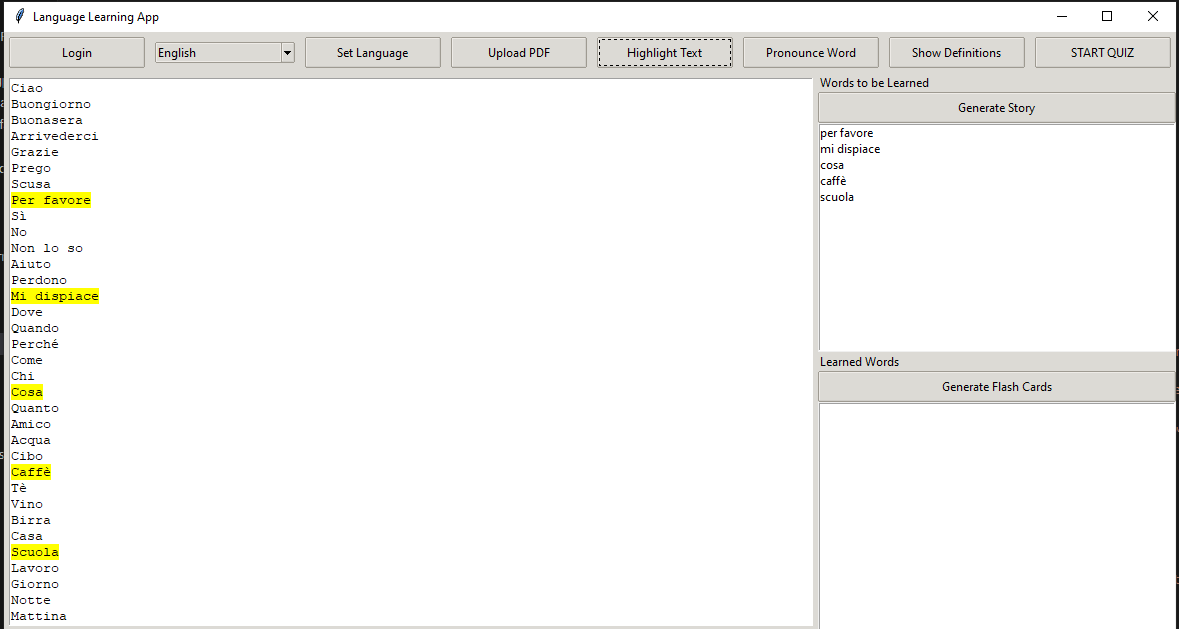 Language Learning App
Login English Set Language Upload PDF Highlight Text Pronounce Word Show Definitions START QUIZ
Ciao
Buongiorno
Buonasera
Arrivederci
Grazie
Prego
Scusa
Per favore
Sì
No
Non lo so
Aiuto
Perdono
Mi dispiace
Dove
Quando
Perché
Come
Chi
Cosa
Quanto
Amico
Acqua
Cibo
Caffè
Tè
Vino
Birra
Casa
Scuola
Lavoro
Giorno
Notte
Mattina
Words to be Learned
Generate Story
per favore
mi dispiace
cosa
caffè
scuola
Learned Words
Generate Flash Cards